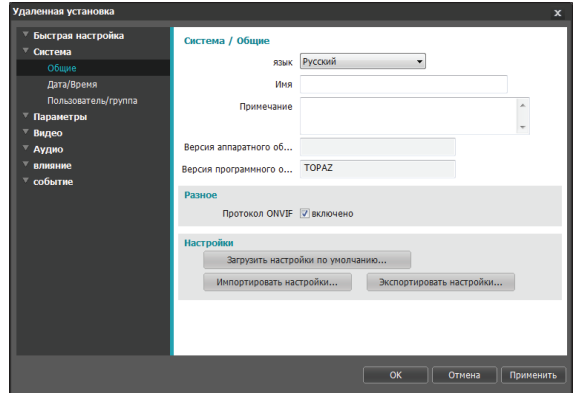 Удаленная установка
x
Быстрая настройка
Система
Общие
Дата/Время
Пользователь/группа
Параметры
Видео
Аудио
влияние
событие
Система / Общие
язык Русский
Имя
Примечание
Версия аппаратного об...
Версия программного о... TOPAZ
Разное
Протокол ONVIF включено
Настройки
Загрузить настройки по умолчанию...
Импортировать настройки... Экспортировать настройки...
OK Отмена Применить